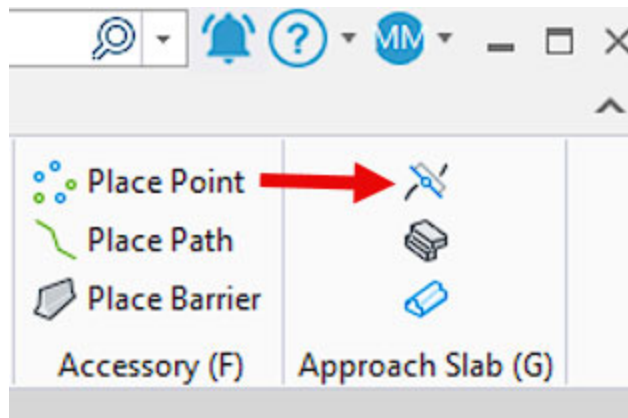 MM
Place Point
Place Path
Place Barrier
Accessory (F)
Approach Slab (G)